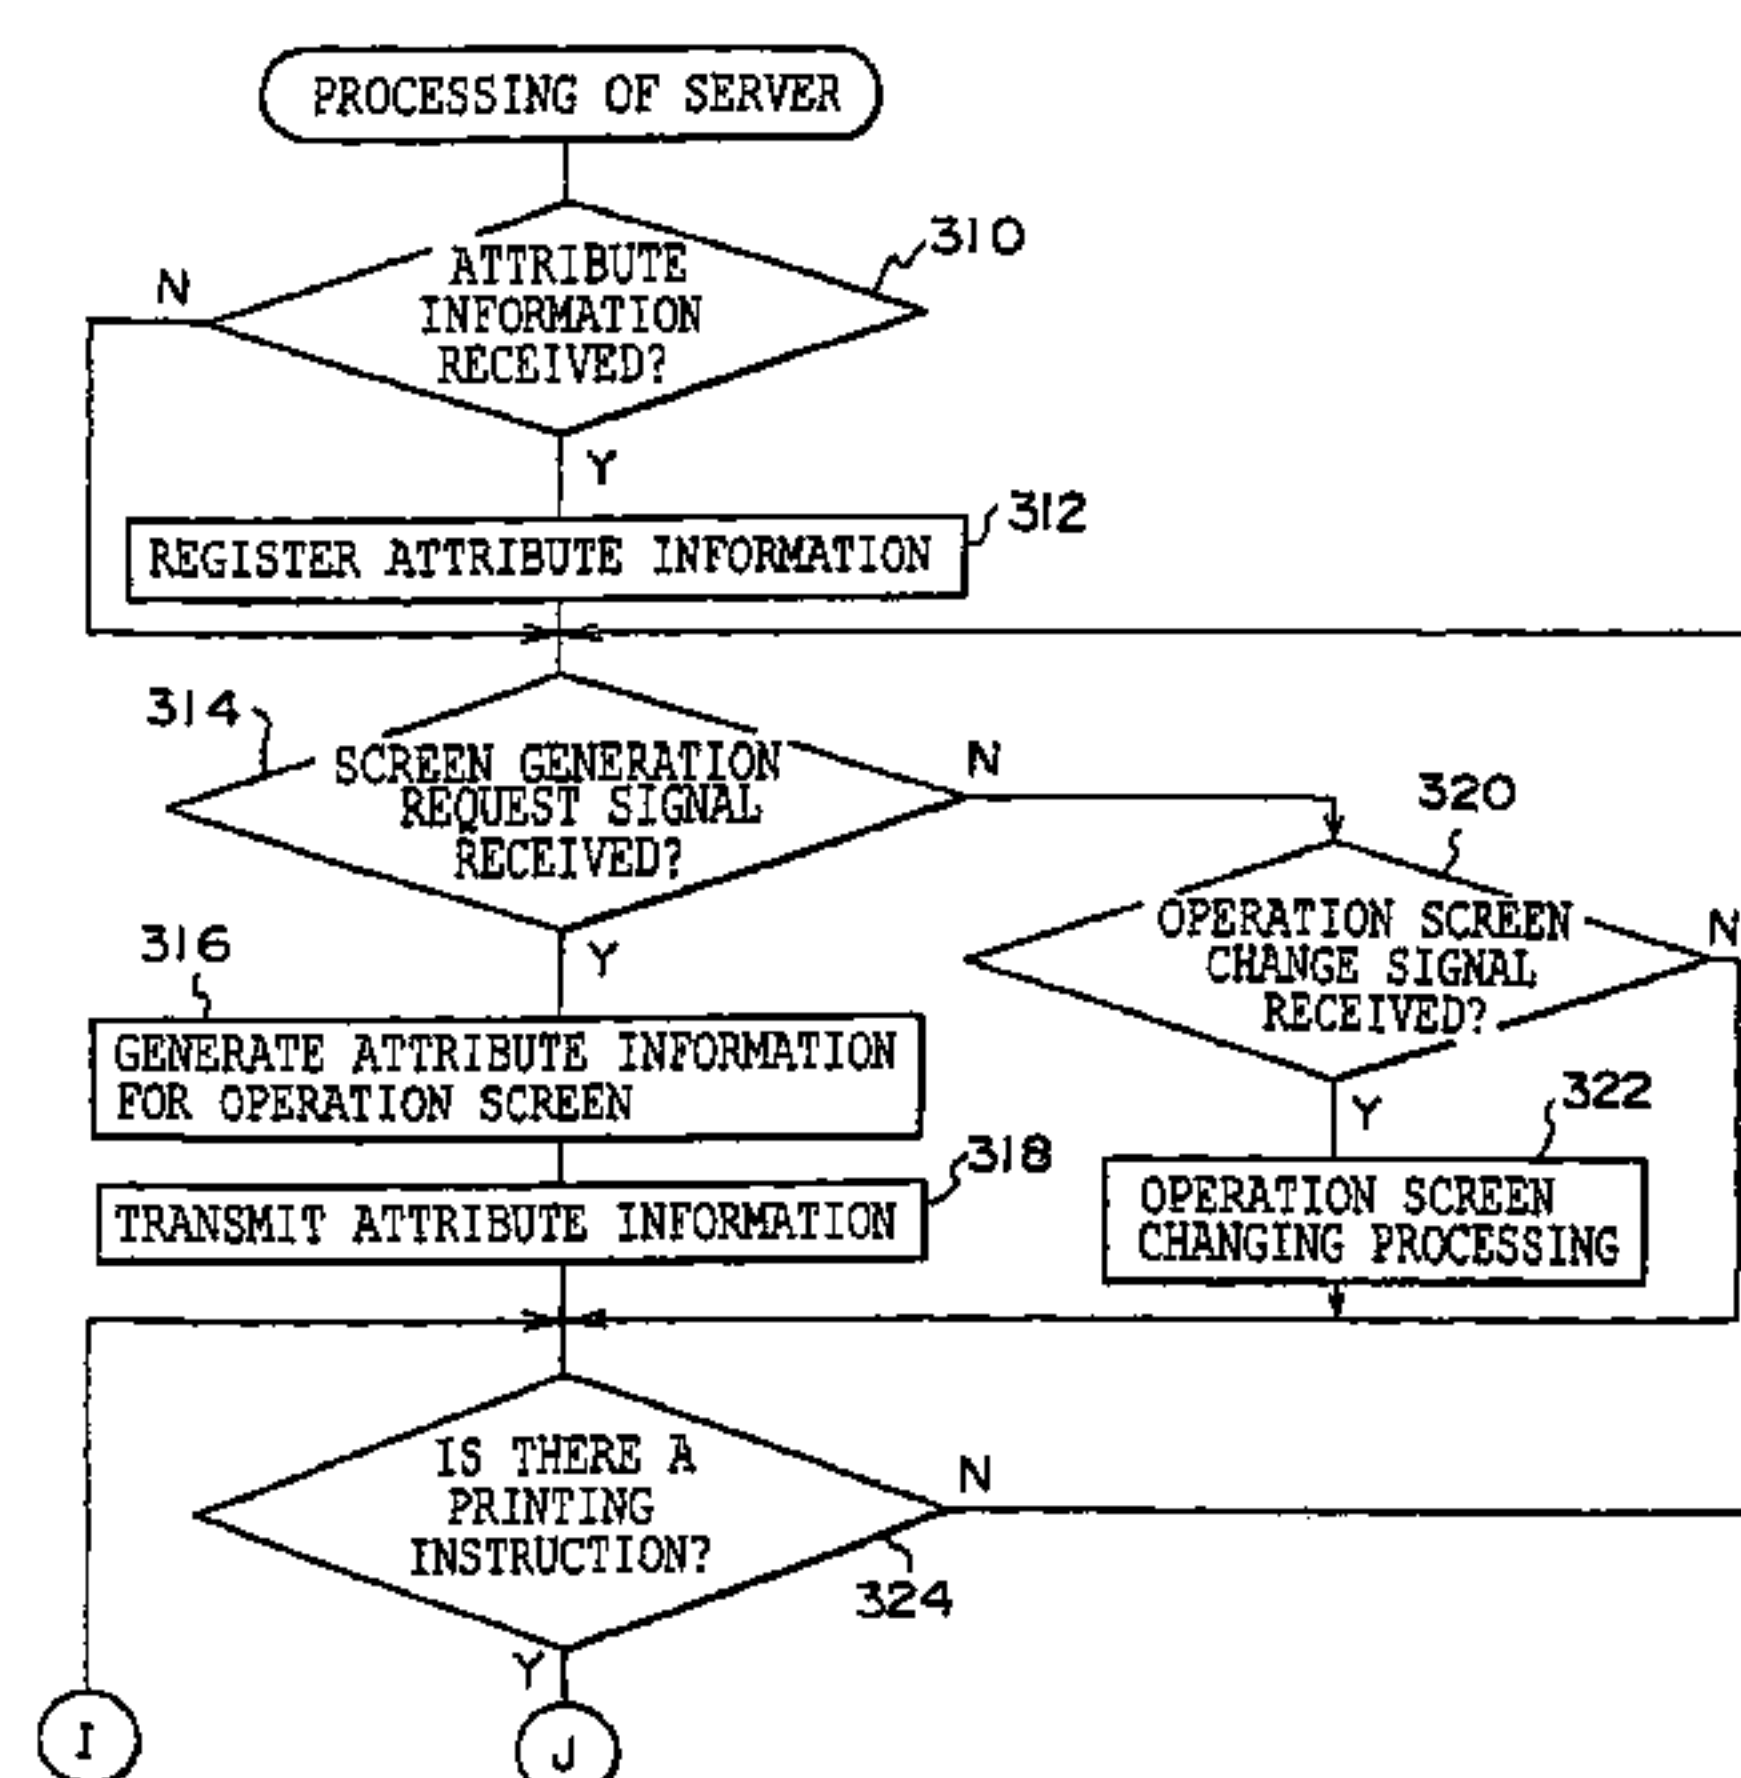 PROCESSING OF SERVER
310
N
ATTRIBUTE
INFORMATION
RECEIVED?
Y
312
REGISTER ATTRIBUTE INFORMATION
314
SCREEN GENERATION
REQUEST SIGNAL
RECEIVED?
N
Y
320
OPERATION SCREEN
CHANGE SIGNAL
RECEIVED?
N
Y
316
GENERATE ATTRIBUTE INFORMATION
FOR OPERATION SCREEN
318
TRANSMIT ATTRIBUTE INFORMATION
322
OPERATION SCREEN
CHANGING PROCESSING
IS THERE A
PRINTING
INSTRUCTION?
N
324
Y
I
J